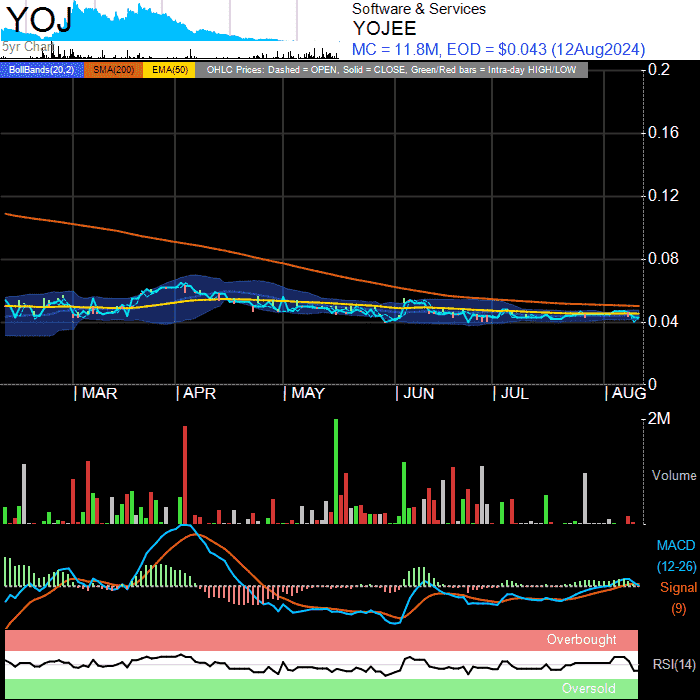 YOJ
5yr Chart
Software & Services
YOJEE
MC = 11.8M, EOD = $0.043 (12Aug2024)
BollBands(20,2) SMA(200) EMA(50) OHLC Prices: Dashed = OPEN, Solid = CLOSE, Green/Red bars = Intra-day HIGH/LOW
0.2
0.16
0.12
0.08
0.04
0
MAR APR MAY JUN JUL AUG
2M
Volume
MACD
(12-26)
Signal
(9)
Overbought
RSI(14)
Oversold